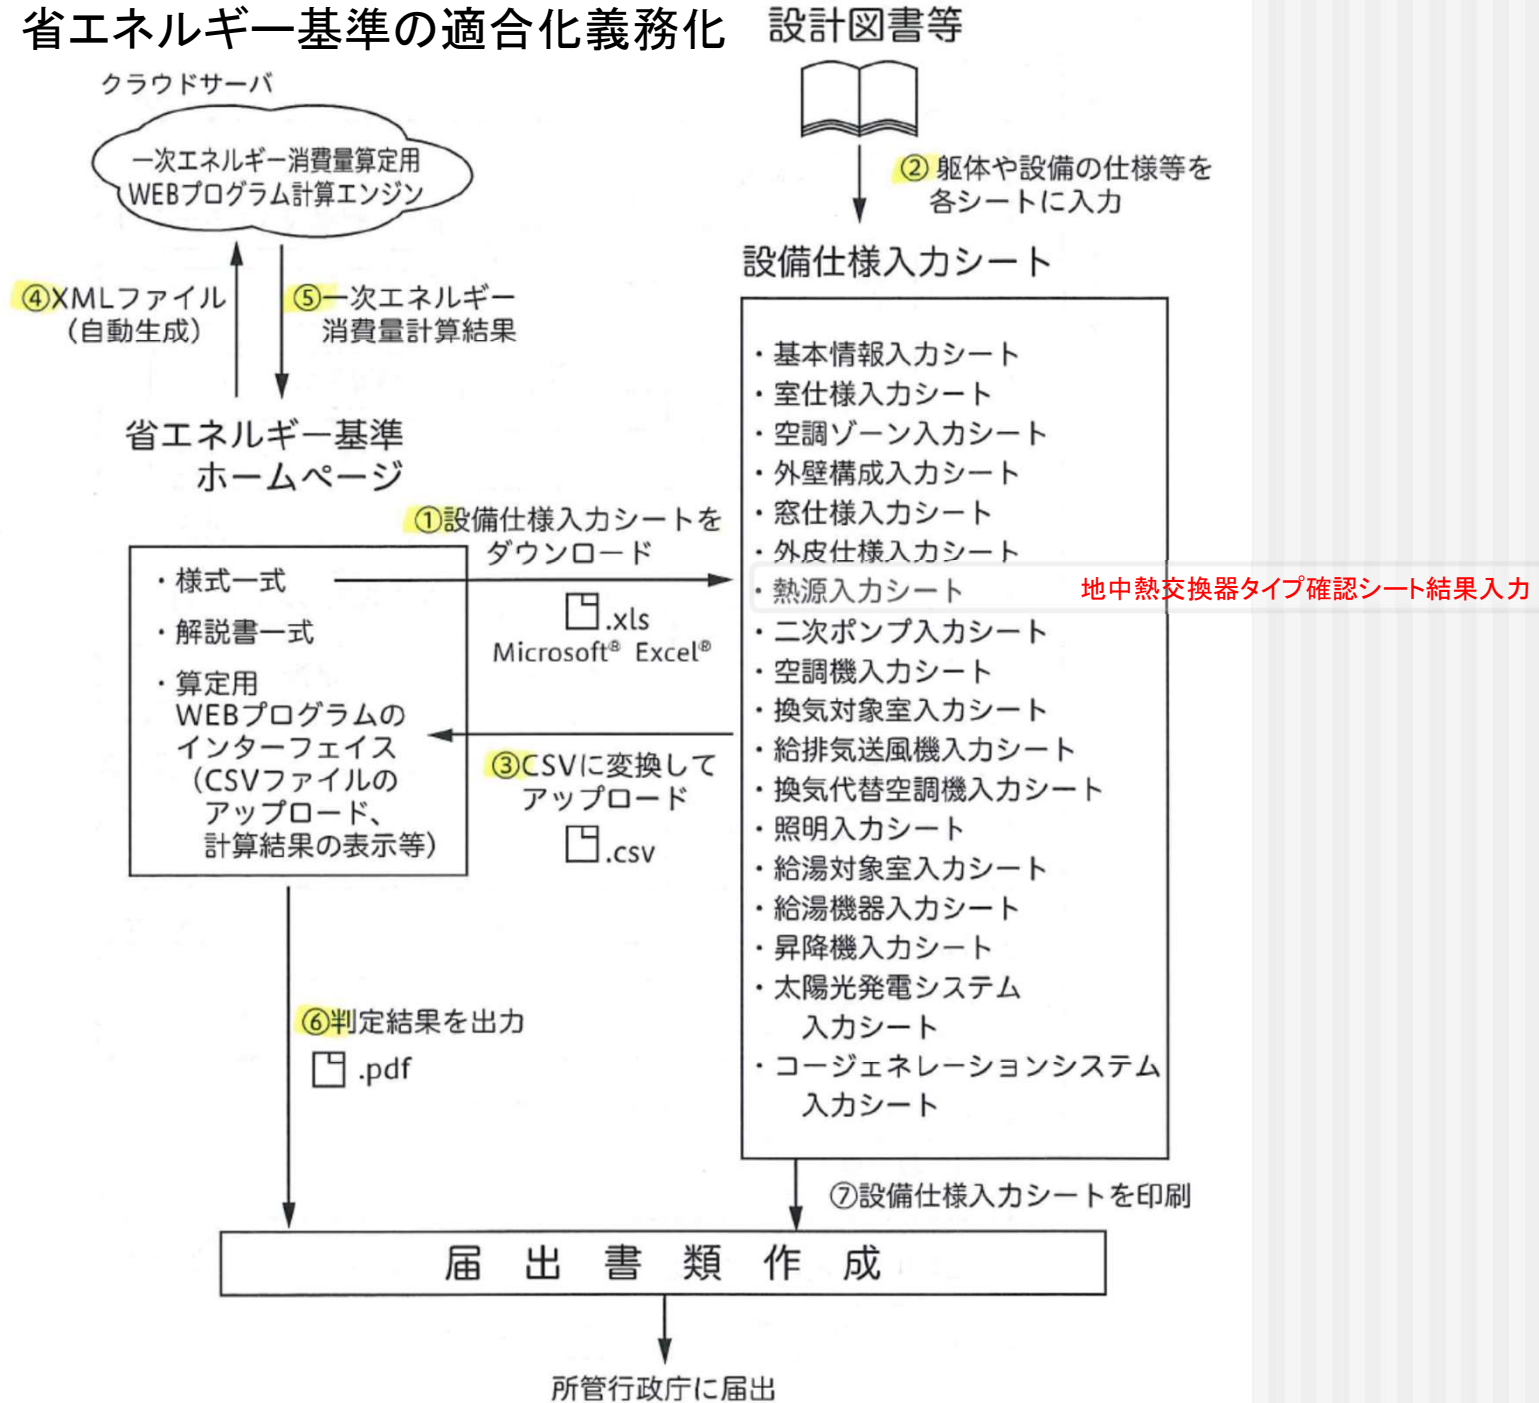 省エネルギー基準の適合化義務化
設計図書等
クラウドサーバ
一次エネルギー消費量算定用
WEBプログラム計算エンジン
②躯体や設備の仕様等を
各シートに入力
④XMLファイル
(自動生成)
⑤一次エネルギー
消費量計算結果
省エネルギー基準
ホームページ
設備仕様入力シート
①設備仕様入力シートを
ダウンロード
.xls
Microsoft® Excel®
・様式一式
・解説書一式
・算定用
WEBプログラムの
インターフェイス
(CSVファイルの
アップロード、
計算結果の表示等)
③CSVに変換して
アップロード
.csv
・基本情報入力シート
・室仕様入力シート
・空調ゾーン入力シート
・外壁構成入力シート
・窓仕様入力シート
・外皮仕様入力シート
・熱源入力シート
地中熱交換器タイプ確認シート結果入力
・二次ポンプ入力シート
・空調機入力シート
・換気対象室入力シート
・給排気送風機入力シート
・換気代替空調機入力シート
・照明入力シート
・給湯対象室入力シート
・給湯機器入力シート
・昇降機入力シート
・太陽光発電システム
入力シート
・コージェネレーションシステム
入力シート
⑥判定結果を出力
.pdf
⑦設備仕様入力シートを印刷
届出書類作成
所管行政庁に届出